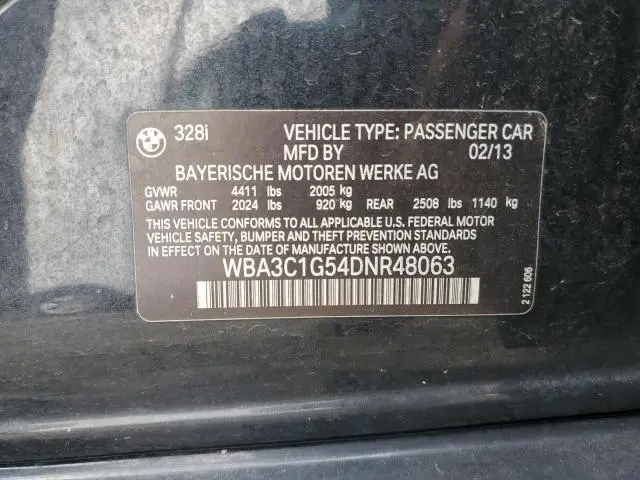 BMW
328i VEHICLE TYPE: PASSENGER CAR
MFD BY 02/13
BAYERISCHE MOTOREN WERKE AG
GVWR 4411 lbs 2005 kg
GAWR FRONT 2024 lbs 920 kg REAR 2508 lbs 1140 kg
THIS VEHICLE CONFORMS TO ALL APPLICABLE U.S. FEDERAL MOTOR
VEHICLE SAFETY, BUMPER AND THEFT PREVENTION STANDARDS
IN EFFECT ON THE DATE OF MANUFACTURE SHOWN ABOVE.
WBA3C1G54DNR48063
2 122 606